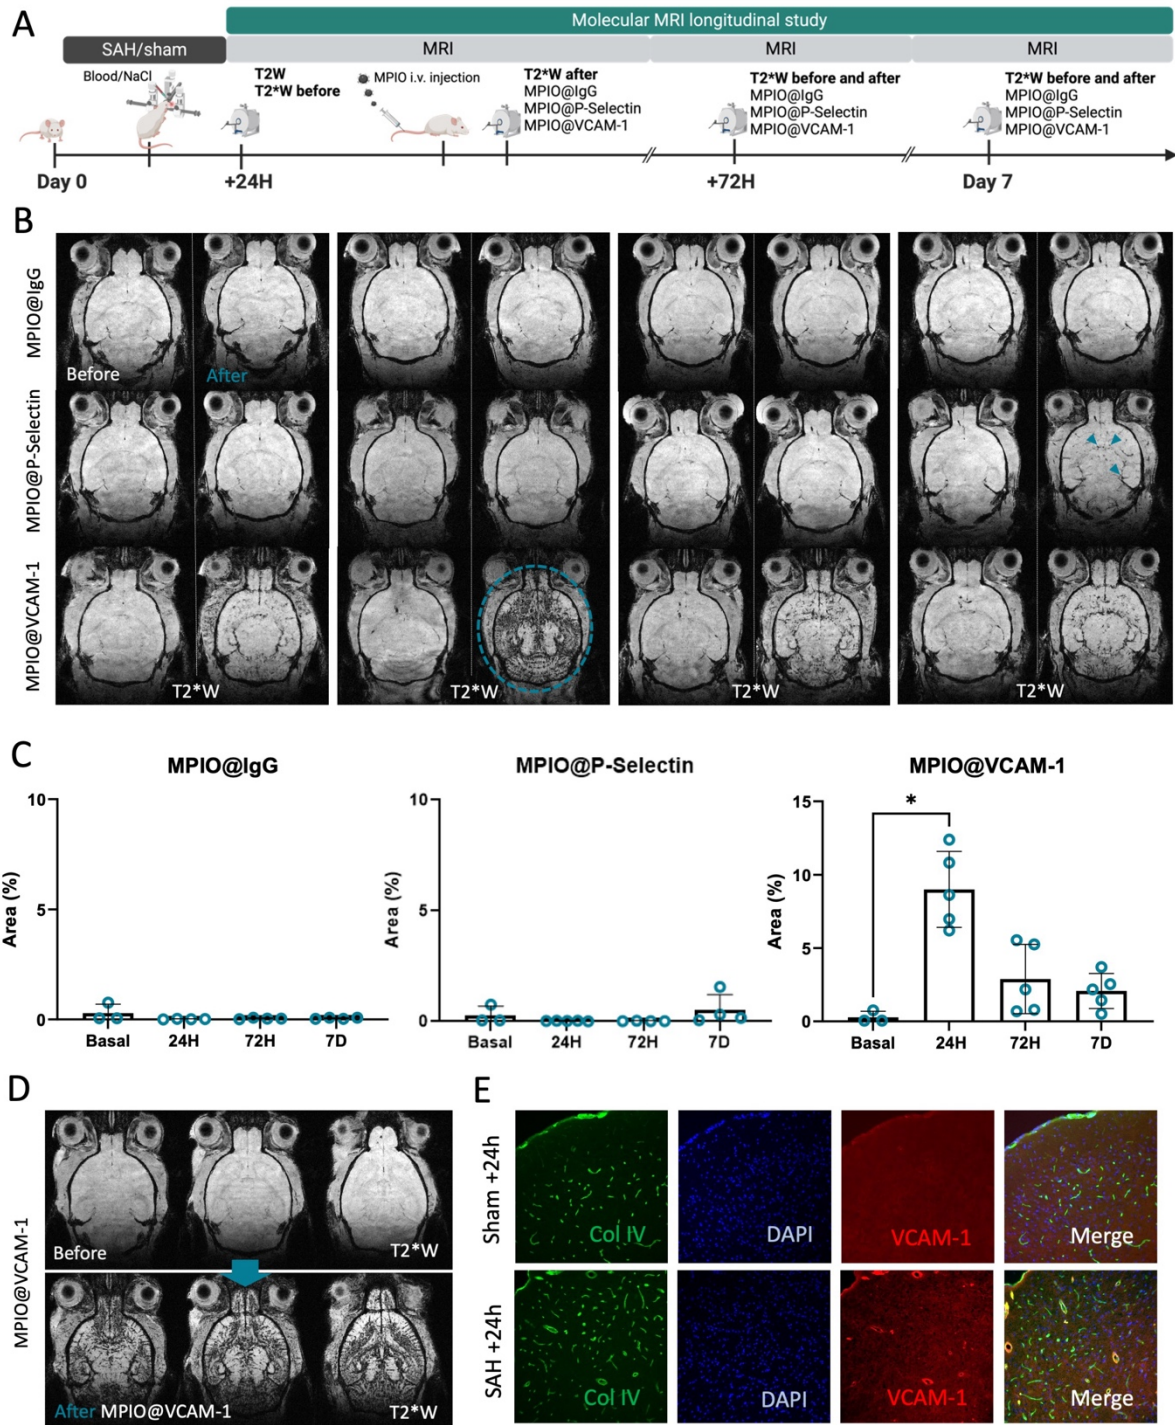 A
Molecular MRI longitudinal study
SAH/sham
MRI
MRI
MRI
Blood/NaCl
T2W
T2*W before
MPIO i.v. injection
T2*W after
MPIO@IgG
MPIO@P-Selectin
MPIO@VCAM-1
T2*W before and after
MPIO@IgG
MPIO@P-Selectin
MPIO@VCAM-1
T2*W before and after
MPIO@IgG
MPIO@P-Selectin
MPIO@VCAM-1
Day 0
+24H
+72H
Day 7
B
MPIO@IgG
Before
After
MPIO@P-Selectin
MPIO@VCAM-1
T2*W
T2*W
T2*W
T2*W
C
MPIO@IgG
Area (%)
10
5
0
Basal 24H 72H 7D
MPIO@P-Selectin
Area (%)
10
5
0
Basal 24H 72H 7D
MPIO@VCAM-1
Area (%)
15
10
5
0
*
Basal 24H 72H 7D
D
MPIO@VCAM-1
Before
T2*W
After MPIO@VCAM-1
T2*W
E
Sham +24h
Col IV
DAPI
VCAM-1
Merge
SAH +24h
Col IV
DAPI
VCAM-1
Merge